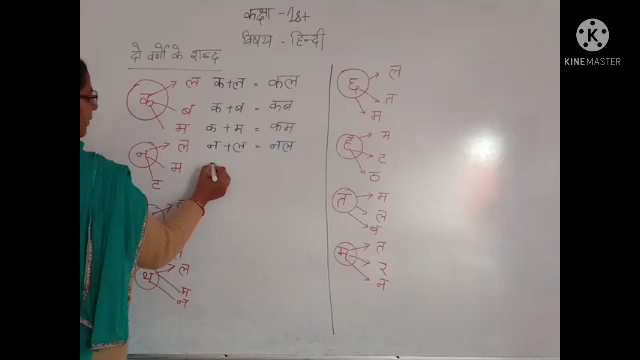 कक्षा - 1st
विषय - हिन्दी
दो वर्णों के शब्द
क ल क+ल = कल
ब क+ब = कब
म क+म = कम
न ल न+ल = नल
म
ट
ल
थ म
न
छ ल
त
म
ह म
ट
ठ
त म
ल
ब
म त
र
न
KINEMASTER